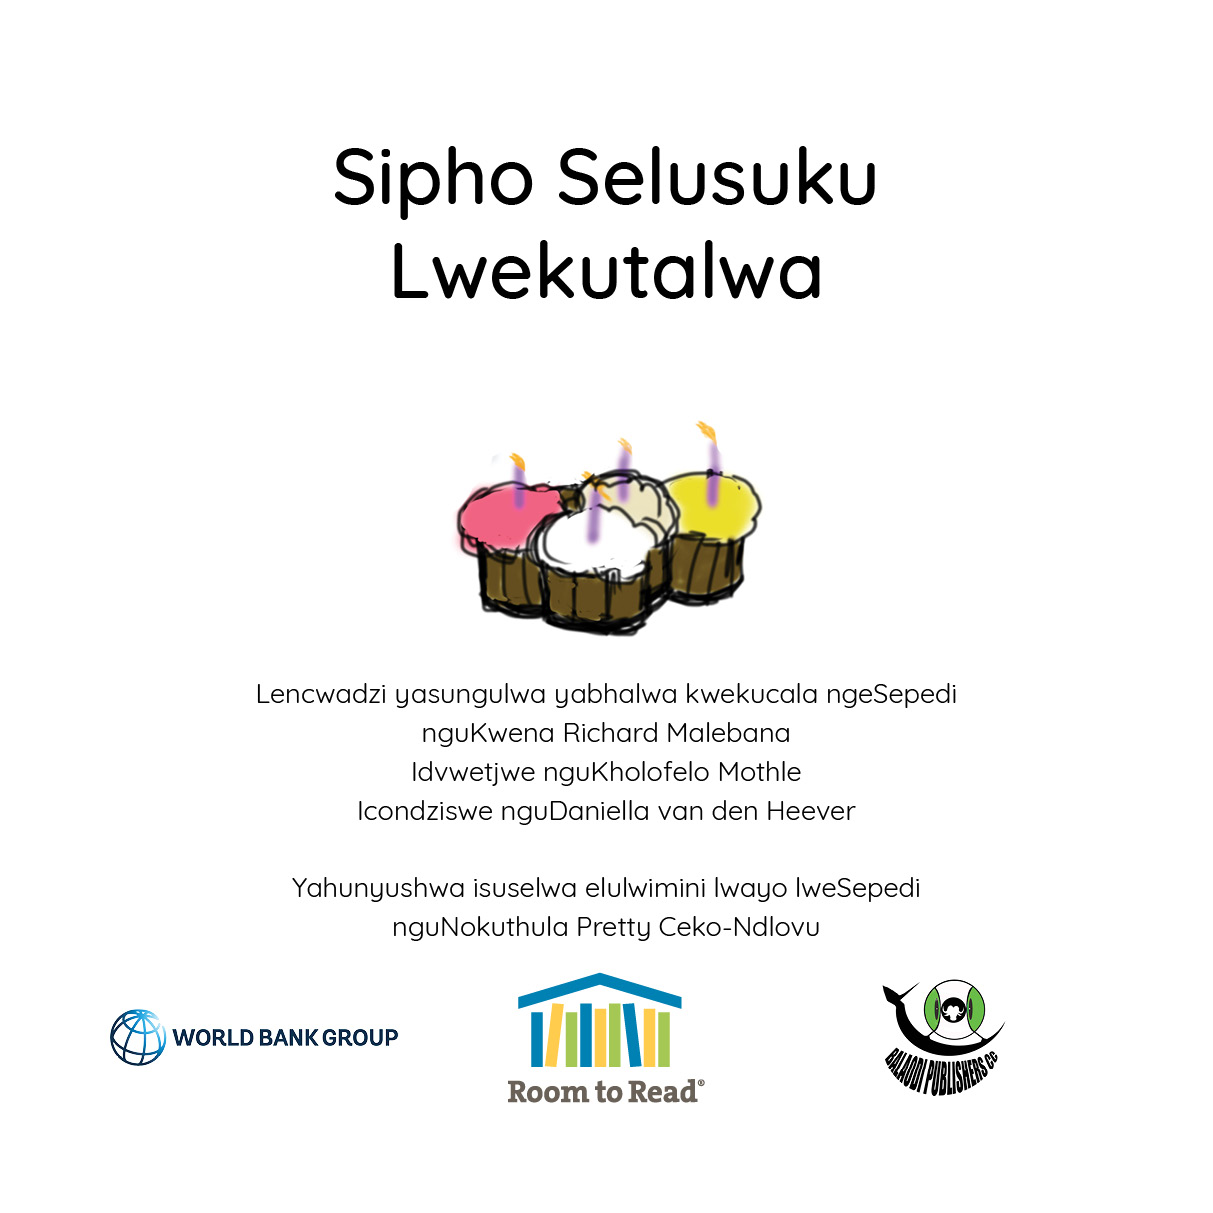 Sipho Selusuku
Lwekutalwa
Lencwadzi yasungulwa yabhalwa kwekucala ngeSepedi
nguKwena Richard Malebana
Idvwetjwe nguKholofelo Mothle
Icondziswe nguDaniella van den Heever
Yahunyushwa isuselwa elulwimini lwayo lweSepedi
nguNokuthula Pretty Ceko-Ndlovu
WORLD BANK GROUP
Room to Read®
BALAODI PUBLISHERS CC